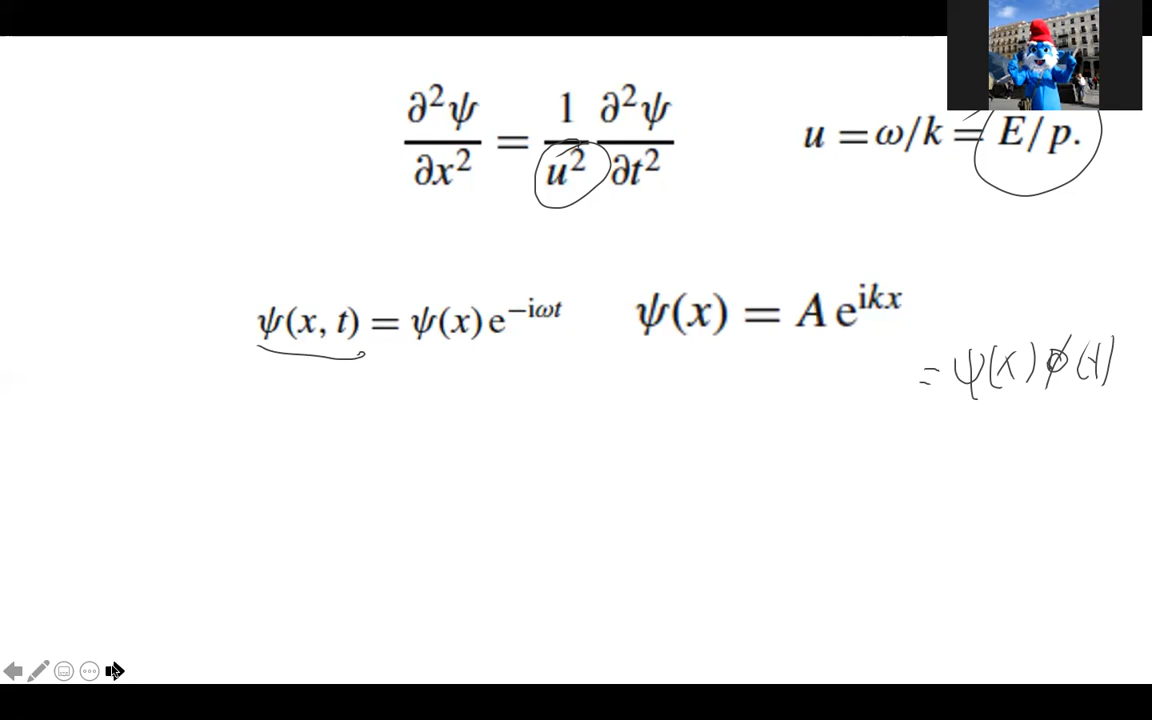 ∂²ψ/∂x² = 1/u² ∂²ψ/∂t²
u = ω/k = E/p.
ψ(x, t) = ψ(x) e^{−iωt}
ψ(x) = A e^{ikx}
= ψ(x) φ(t)